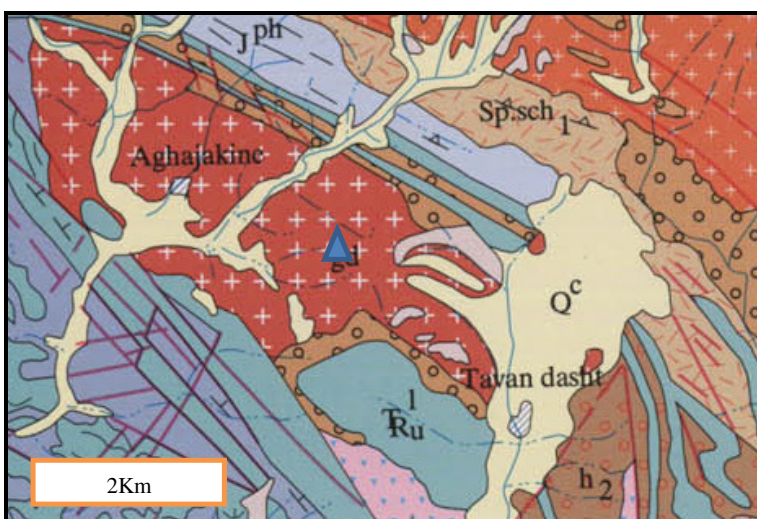 J ph
Sp.sch 1
Aghajakine
gd
Q c
Tavan dasht
TRu l
h 2
2Km